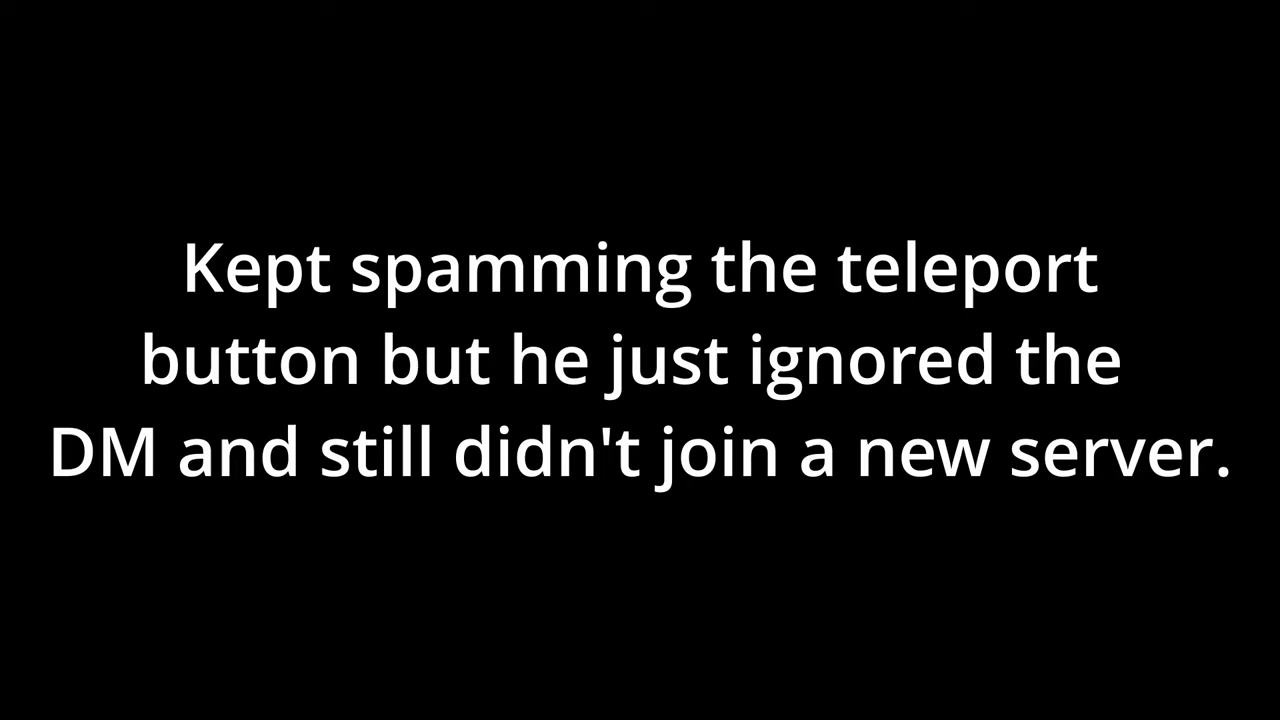 Kept spamming the teleport
button but he just ignored the
DM and still didn't join a new server.